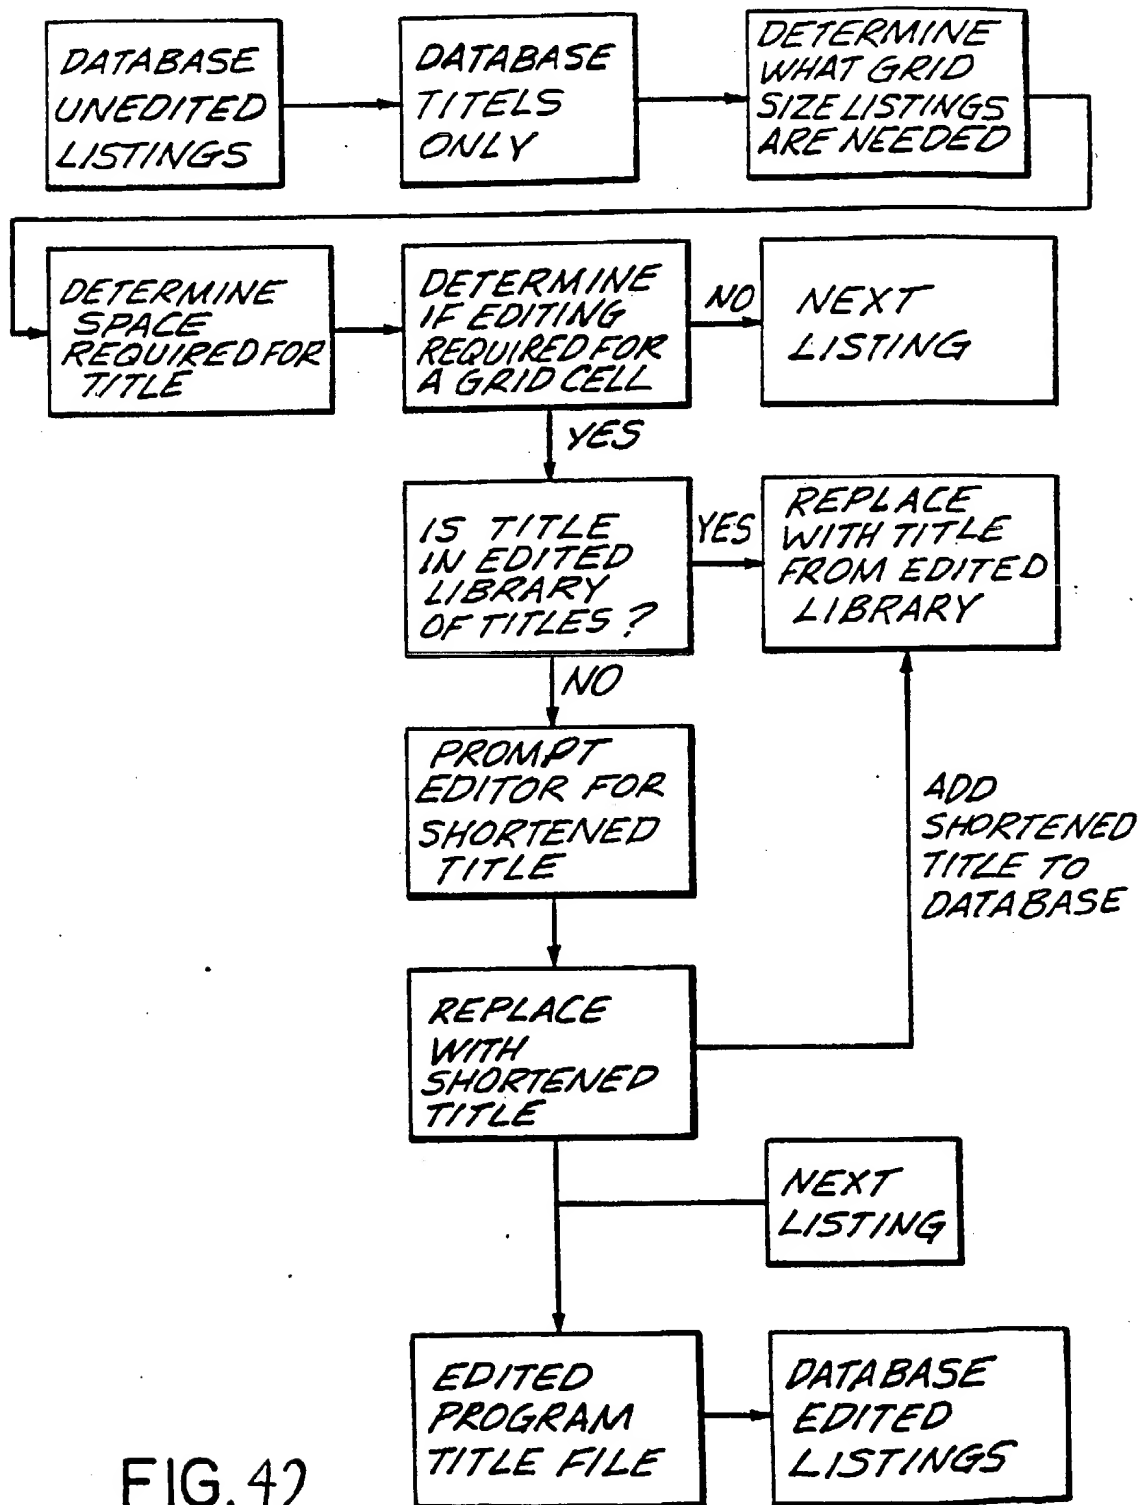 DATABASE
UNEDITED
LISTINGS
DATABASE
TITELS
ONLY
DETERMINE
WHAT GRID
SIZE LISTINGS
ARE NEEDED
DETERMINE
SPACE
REQUIRED FOR
TITLE
DETERMINE
IF EDITING
REQUIRED FOR
A GRID CELL
NO
NEXT
LISTING
YES
IS TITLE
IN EDITED
LIBRARY
OF TITLES?
YES
REPLACE
WITH TITLE
FROM EDITED
LIBRARY
NO
PROMPT
EDITOR FOR
SHORTENED
TITLE
ADD
SHORTENED
TITLE TO
DATABASE
REPLACE
WITH
SHORTENED
TITLE
NEXT
LISTING
EDITED
PROGRAM
TITLE FILE
DATABASE
EDITED
LISTINGS
FIG. 42